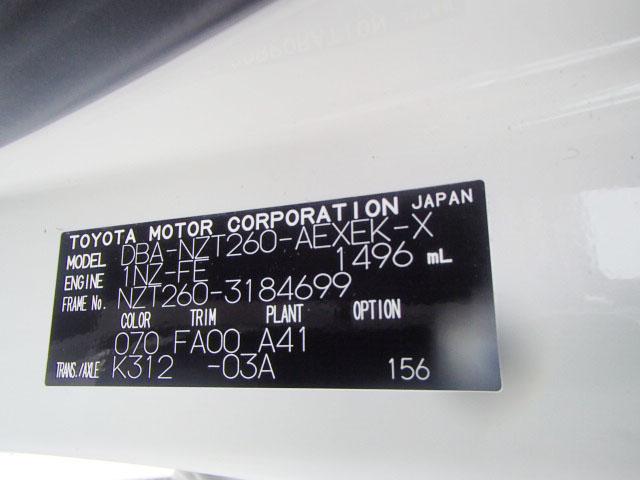 TOYOTA MOTOR CORPORATION JAPAN
MODEL DBA-NZT260-AEXEK-X
ENGINE 1NZ-FE 1496 mL
FRAME No. NZT260-3184699
COLOR TRIM PLANT OPTION
070 FA00 A41
TRANS./AXLE K312 -03A 156